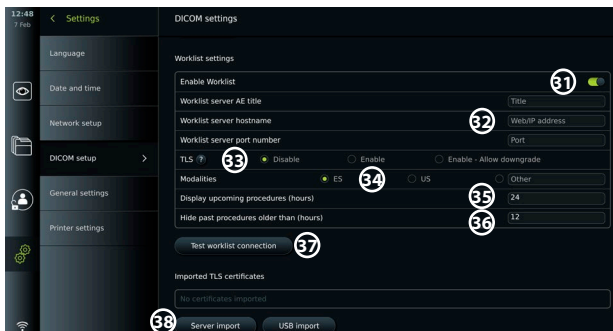 12:48
7 Feb
Settings
DICOM settings
Language
Date and time
Network setup
DICOM setup
General settings
Printer settings
Worklist settings
Enable Worklist 31
Worklist server AE title Title
Worklist server hostname 32 Web/IP address
Worklist server port number Port
TLS ? 33 Disable Enable Enable - Allow downgrade
Modalities ES 34 US Other
Display upcoming procedures (hours) 35 24
Hide past procedures older than (hours) 36 12
Test worklist connection 37
Imported TLS certificates
No certificates imported
38 Server import USB import